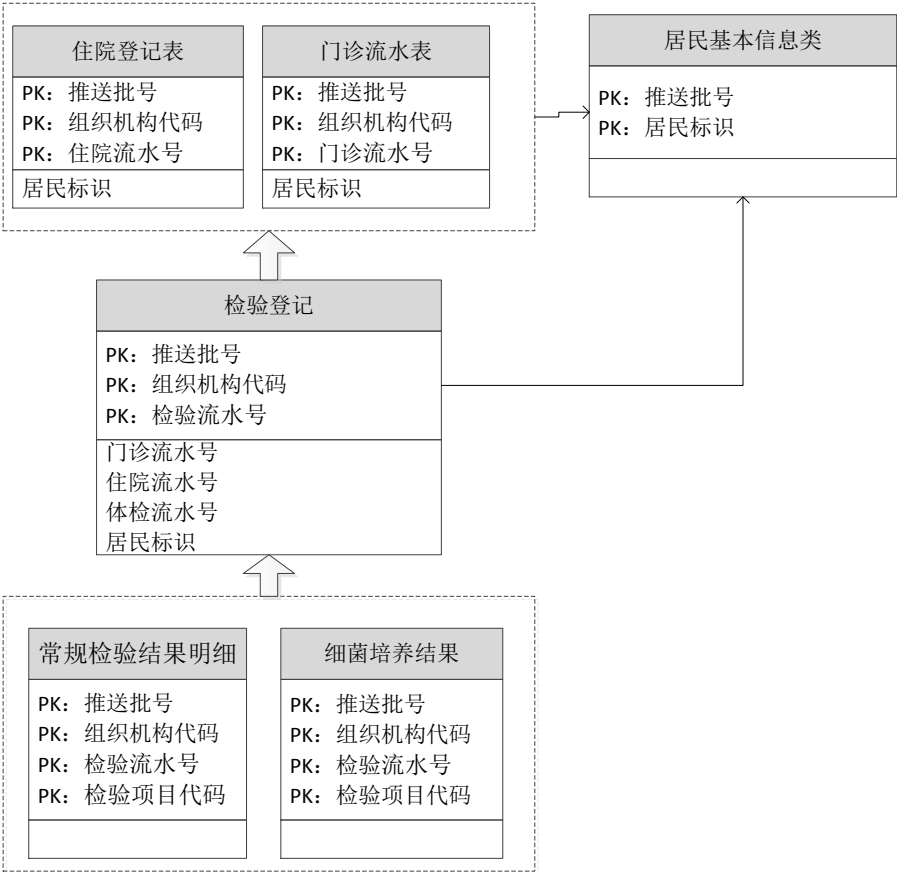 住院登记表
PK：推送批号
PK：组织机构代码
PK：住院流水号
居民标识
门诊流水表
PK：推送批号
PK：组织机构代码
PK：门诊流水号
居民标识
居民基本信息类
PK：推送批号
PK：居民标识
检验登记
PK：推送批号
PK：组织机构代码
PK：检验流水号
门诊流水号
住院流水号
体检流水号
居民标识
常规检验结果明细
PK：推送批号
PK：组织机构代码
PK：检验流水号
PK：检验项目代码
细菌培养结果
PK：推送批号
PK：组织机构代码
PK：检验流水号
PK：检验项目代码